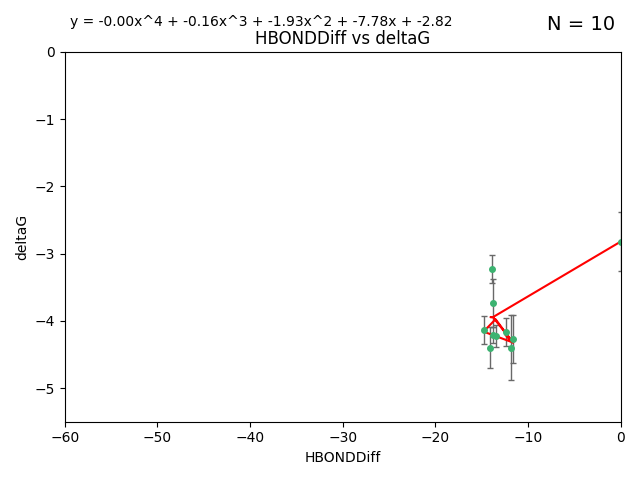 y = -0.00x^4 + -0.16x^3 + -1.93x^2 + -7.78x + -2.82
N = 10
HBONDDiff vs deltaG
0
−1
−2
−3
−4
−5
deltaG
−60 −50 −40 −30 −20 −10 0
HBONDDiff